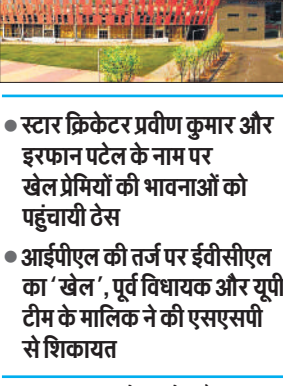 ● स्टार क्रिकेटर प्रवीण कुमार और
इरफान पटेल के नाम पर
खेल प्रेमियों की भावनाओं को
पहुंचायी ठेस
● आईपीएल की तर्ज पर ईवीसीएल
का ‘खेल’, पूर्व विधायक और यूपी
टीम के मालिक ने की एसएसपी
से शिकायत